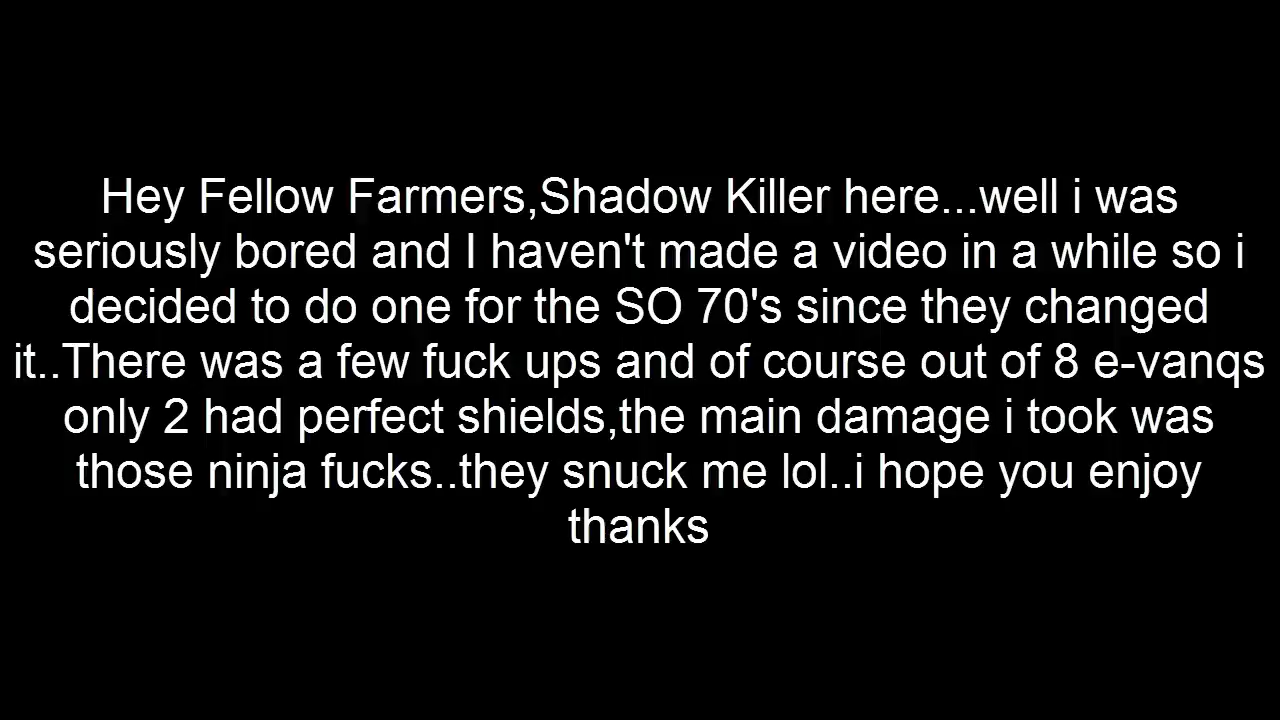 Hey Fellow Farmers,Shadow Killer here...well i was
seriously bored and I haven't made a video in a while so i
decided to do one for the SO 70's since they changed
it..There was a few fuck ups and of course out of 8 e-vanqs
only 2 had perfect shields,the main damage i took was
those ninja fucks..they snuck me lol..i hope you enjoy
thanks